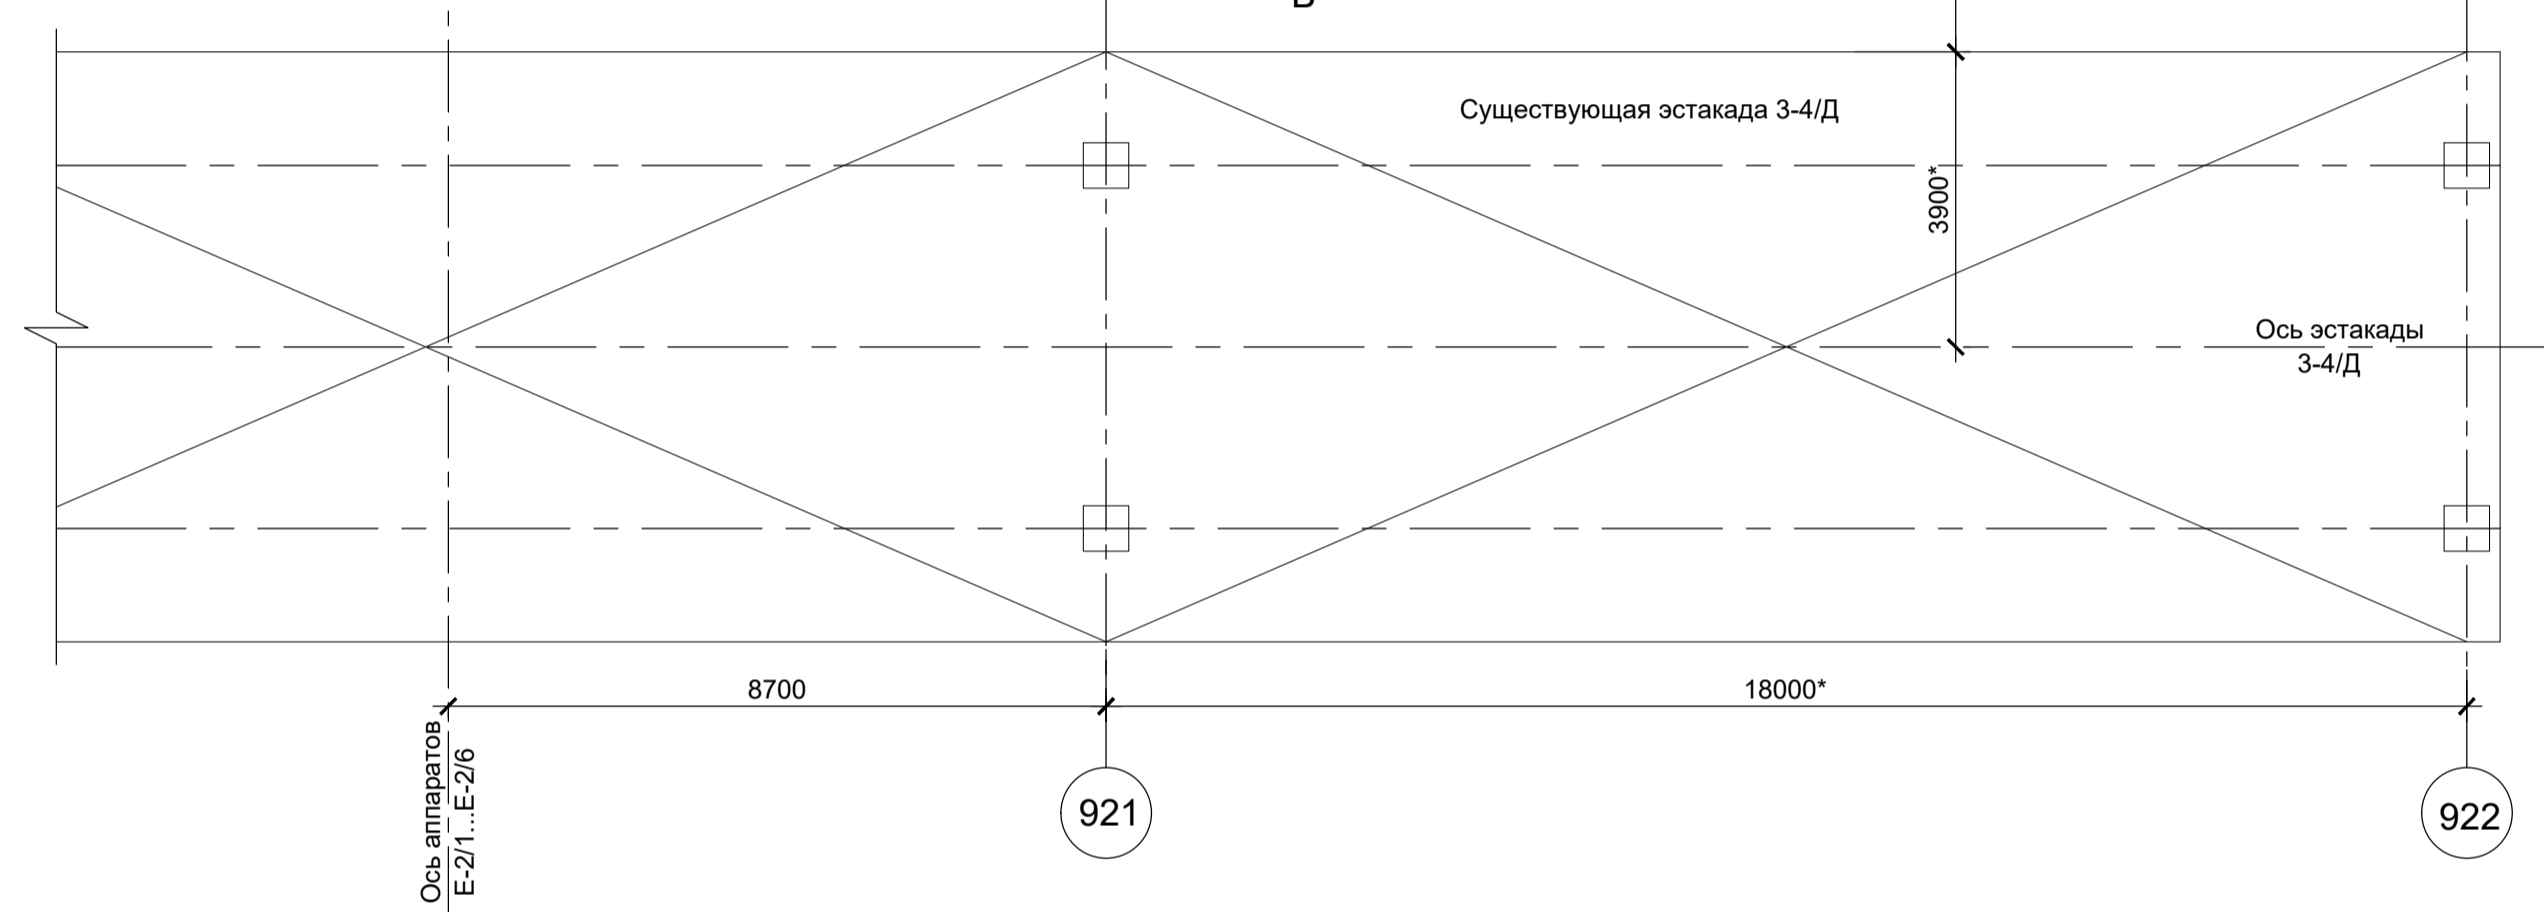 Существующая эстакада 3-4/Д
3900*
Ось эстакады
3-4/Д
8700
18000*
Ось аппаратов
Е-2/1...Е-2/6
921
922